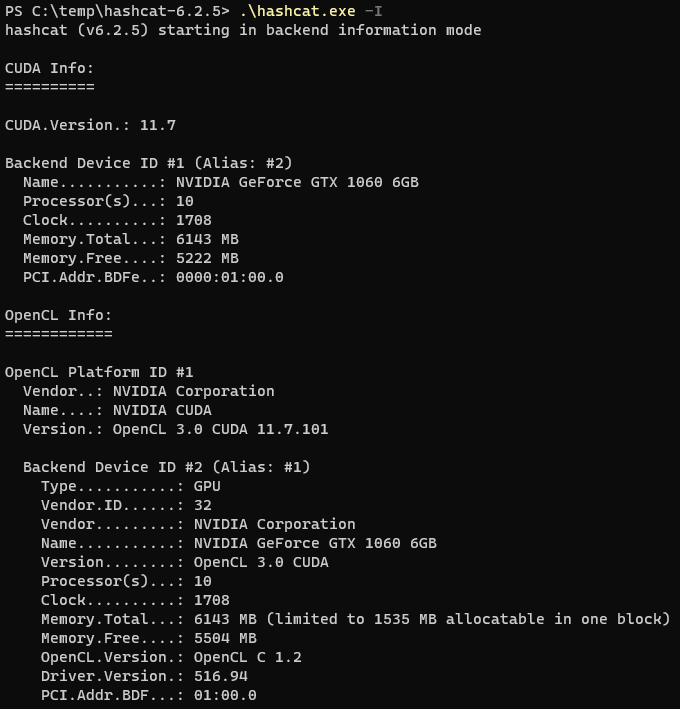 PS C:\temp\hashcat-6.2.5> .\hashcat.exe -I
hashcat (v6.2.5) starting in backend information mode
CUDA Info:
==========
CUDA.Version.: 11.7
Backend Device ID #1 (Alias: #2)
Name...........: NVIDIA GeForce GTX 1060 6GB
Processor(s)...: 10
Clock..........: 1708
Memory.Total...: 6143 MB
Memory.Free....: 5222 MB
PCI.Addr.BDFe..: 0000:01:00.0
OpenCL Info:
============
OpenCL Platform ID #1
Vendor..: NVIDIA Corporation
Name....: NVIDIA CUDA
Version.: OpenCL 3.0 CUDA 11.7.101
Backend Device ID #2 (Alias: #1)
Type...........: GPU
Vendor.ID......: 32
Vendor.........: NVIDIA Corporation
Name...........: NVIDIA GeForce GTX 1060 6GB
Version........: OpenCL 3.0 CUDA
Processor(s)...: 10
Clock..........: 1708
Memory.Total...: 6143 MB (limited to 1535 MB allocatable in one block)
Memory.Free....: 5504 MB
OpenCL.Version.: OpenCL C 1.2
Driver.Version.: 516.94
PCI.Addr.BDF...: 01:00.0